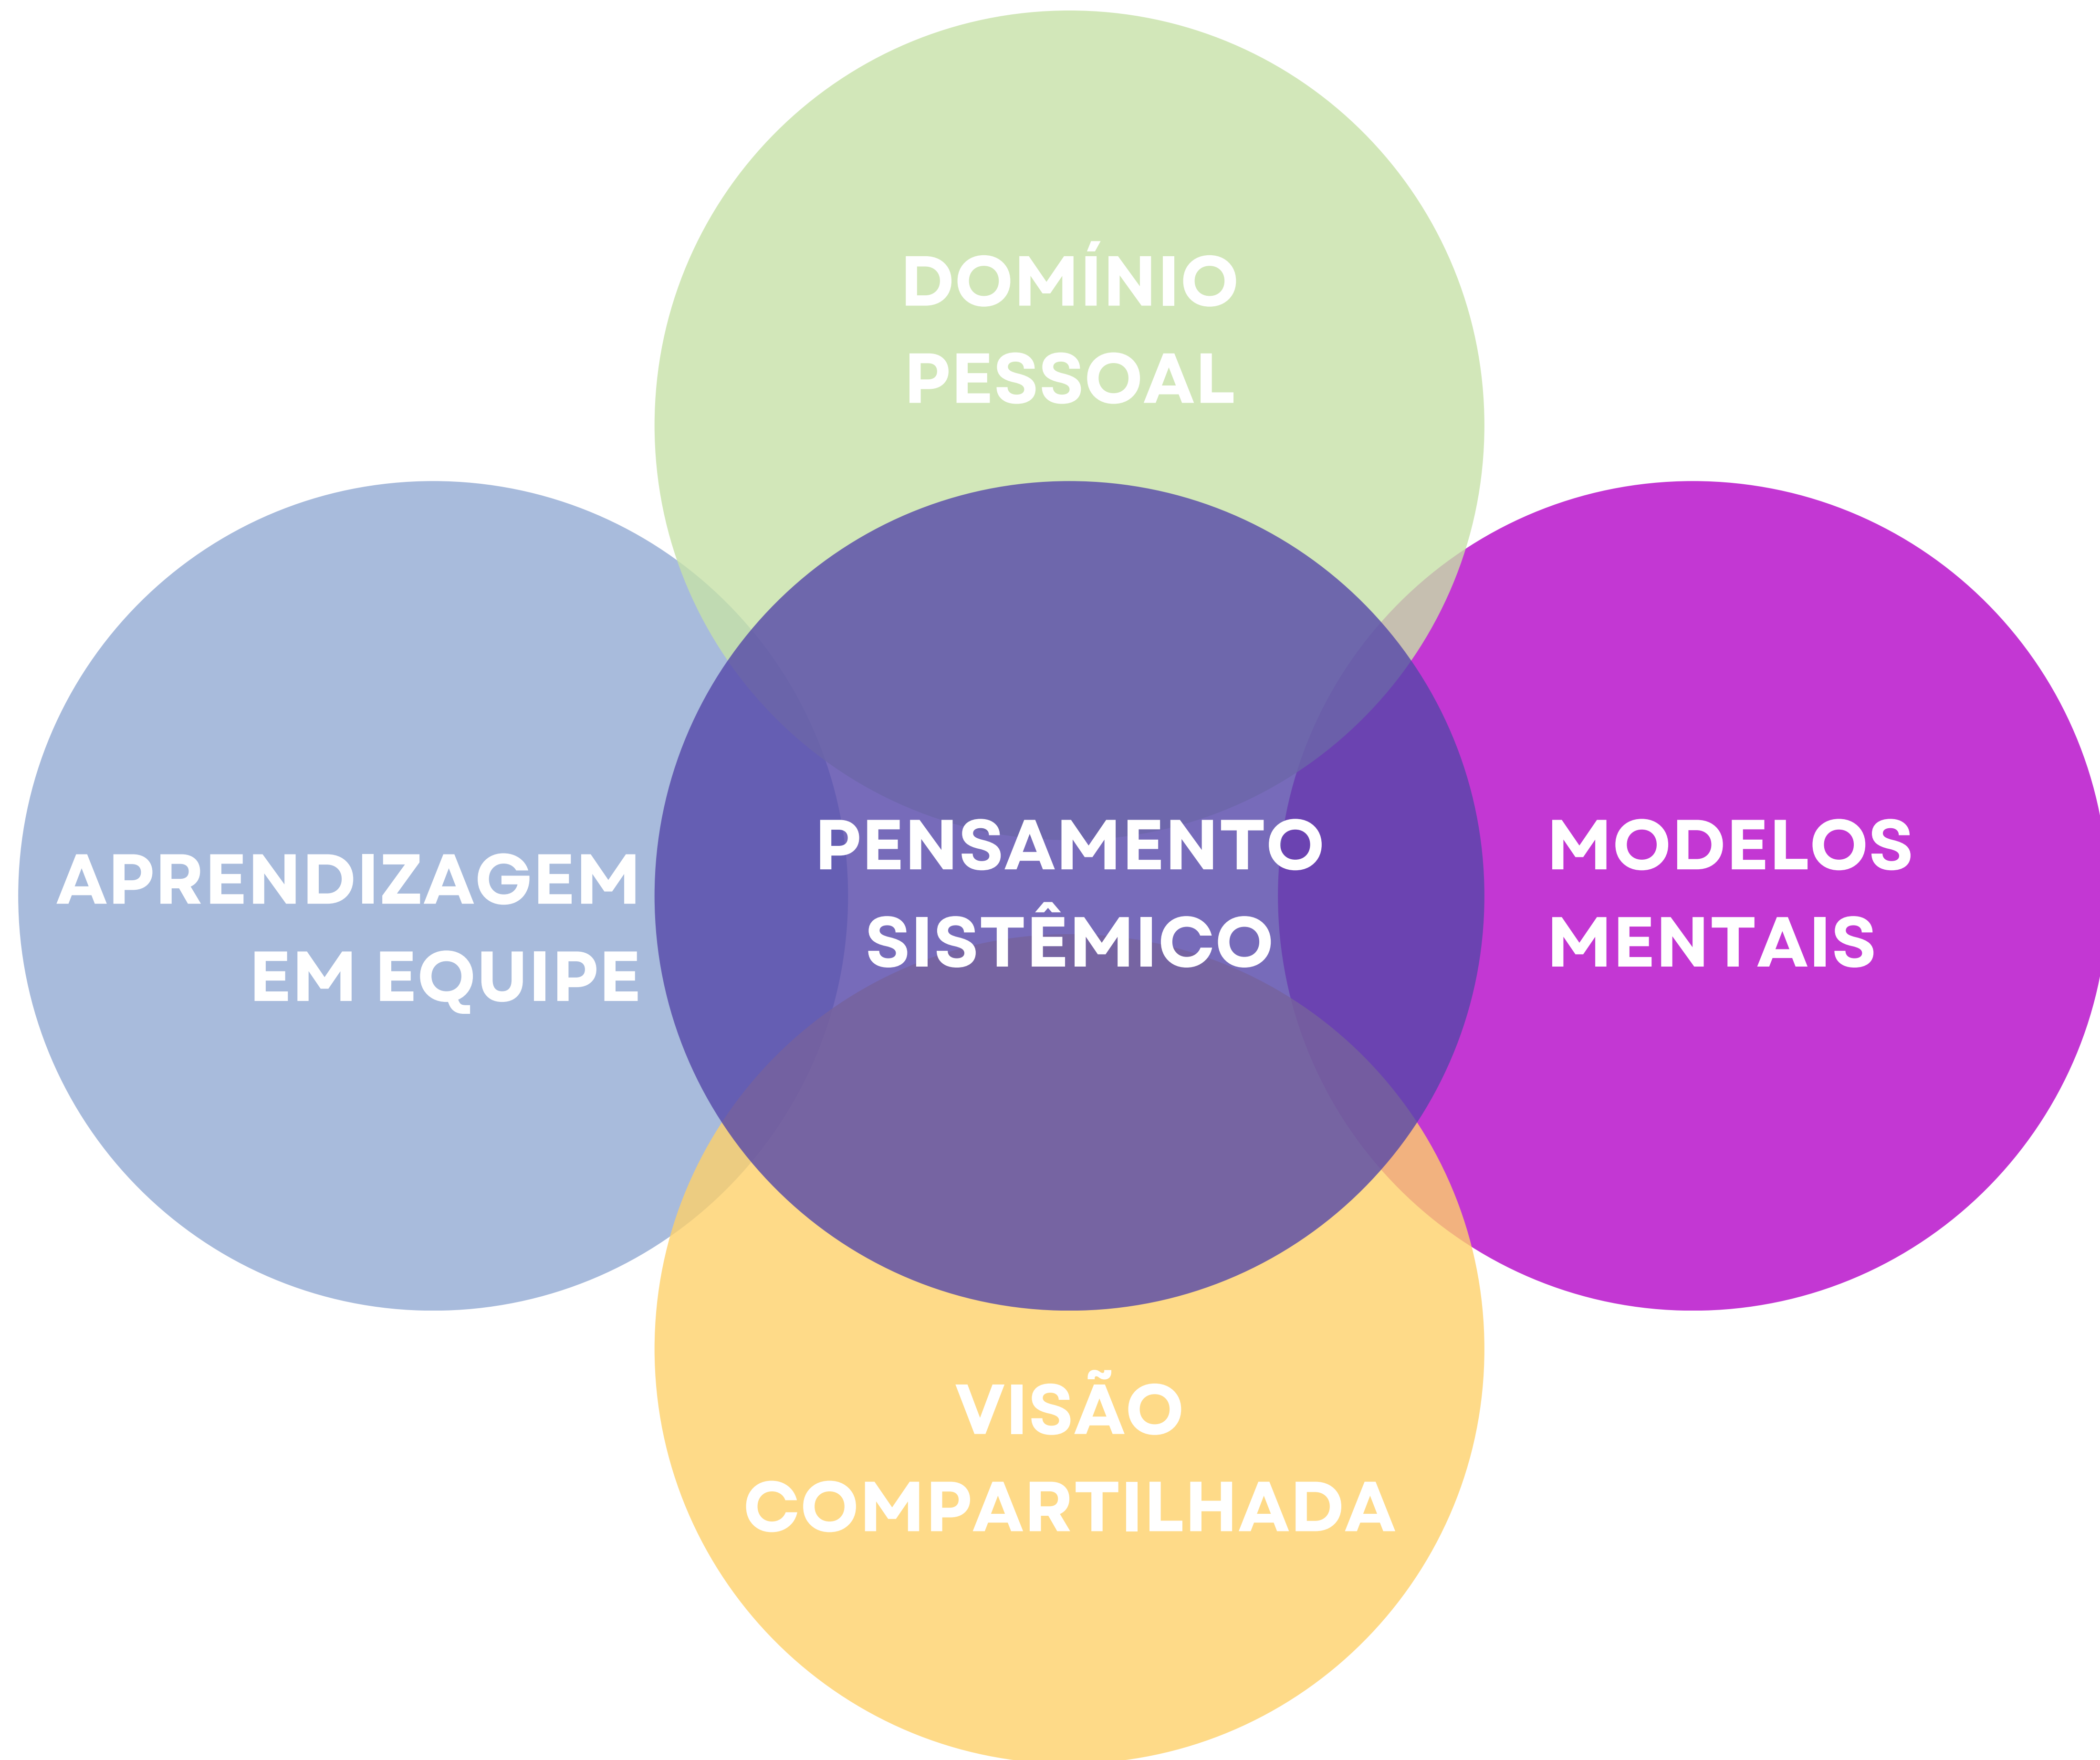 DOMÍNIO
PESSOAL
APRENDIZAGEM
EM EQUIPE
PENSAMENTO
SISTÊMICO
MODELOS
MENTAIS
VISÃO
COMPARTILHADA